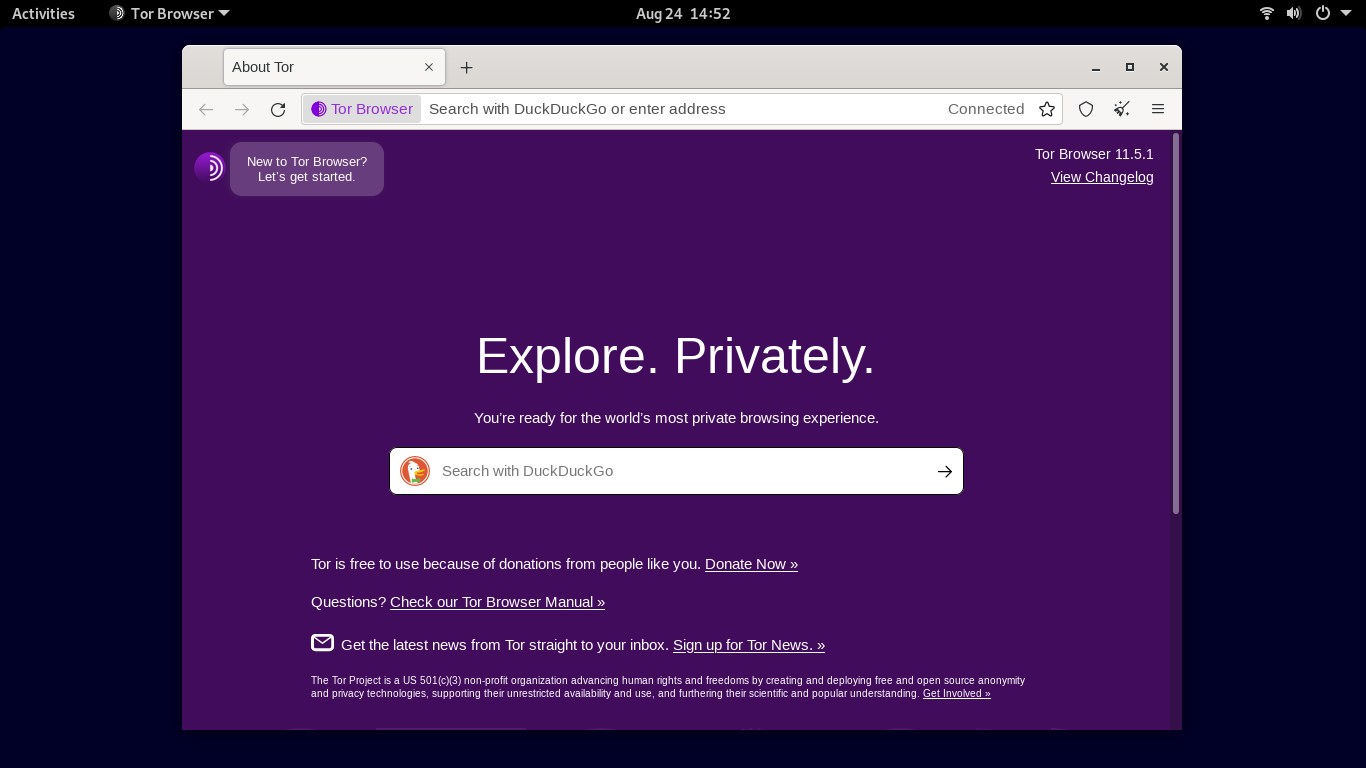 Activities
Tor Browser
Aug 24 14:52
About Tor
Tor Browser
Search with DuckDuckGo or enter address
Connected
New to Tor Browser?
Let's get started.
Tor Browser 11.5.1
View Changelog
Explore. Privately.
You're ready for the world's most private browsing experience.
Search with DuckDuckGo
Tor is free to use because of donations from people like you. Donate Now »
Questions? Check our Tor Browser Manual »
Get the latest news from Tor straight to your inbox. Sign up for Tor News. »
The Tor Project is a US 501(c)(3) non-profit organization advancing human rights and freedoms by creating and deploying free and open source anonymity
and privacy technologies, supporting their unrestricted availability and use, and furthering their scientific and popular understanding. Get Involved »